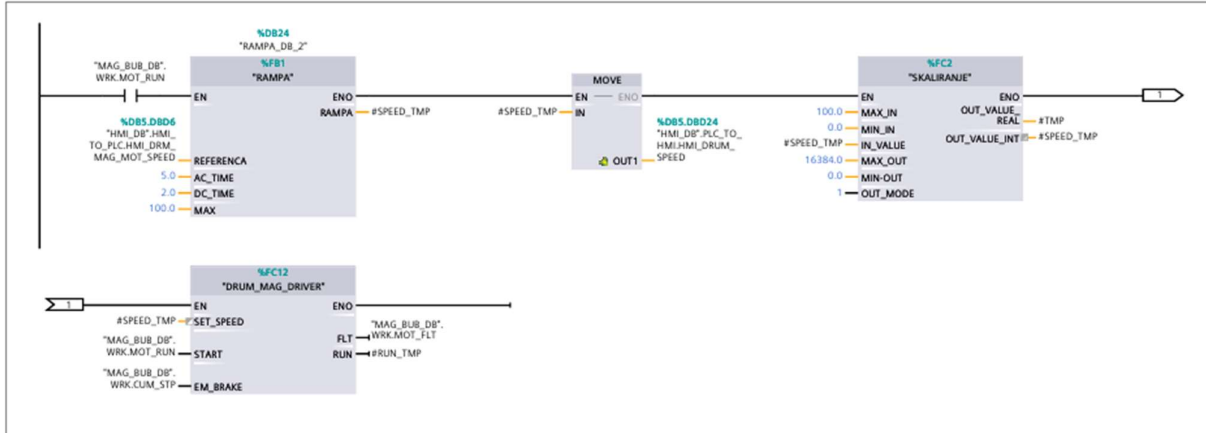 %DB24
"RAMPA_DB_2"
"MAG_BUB_DB".
WRK.MOT_RUN
%FB1
"RAMPA"
EN
ENO
RAMPA
#SPEED_TMP
%DB5.DBD6
"HMI_DB".HMI_
TO_PLC.HMI_DRM_
MAG_MOT_SPEED
REFERENCA
5.0
AC_TIME
2.0
DC_TIME
100.0
MAX
MOVE
EN
ENO
#SPEED_TMP
IN
OUT1
%DB5.DBD24
"HMI_DB".PLC_TO_
HMI.HMI_DRUM_
SPEED
%FC2
"SKALIRANJE"
EN
ENO
100.0
MAX_IN
0.0
MIN_IN
#SPEED_TMP
IN_VALUE
16384.0
MAX_OUT
0.0
MIN-OUT
1
OUT_MODE
OUT_VALUE_
REAL
#TMP
OUT_VALUE_INT
#SPEED_TMP
1
1
%FC12
"DRUM_MAG_DRIVER"
EN
ENO
#SPEED_TMP
SET_SPEED
"MAG_BUB_DB".
WRK.MOT_RUN
START
"MAG_BUB_DB".
WRK.CUM_STP
EM_BRAKE
FLT
"MAG_BUB_DB".
WRK.MOT_FLT
RUN
#RUN_TMP